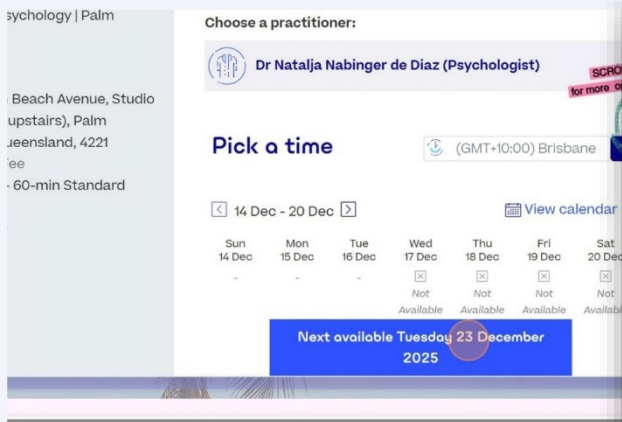 sychology | Palm
Beach Avenue, Studio
upstairs), Palm
ueensland, 4221
ee
- 60-min Standard
Choose a practitioner:
Dr Natalja Nabinger de Diaz (Psychologist)
SCRO
for more op
Pick a time
(GMT+10:00) Brisbane
14 Dec - 20 Dec
View calendar
Sun Mon Tue Wed Thu Fri Sat
14 Dec 15 Dec 16 Dec 17 Dec 18 Dec 19 Dec 20 Dec
- - -
Not Not Not Not
Available Available Available Availabl
Next available Tuesday 23 December
2025